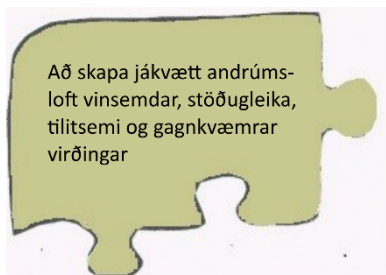 Að skapa jákvætt andrúms-
loft vinsemdar, stöðugleika,
tilitsemi og gagnkvæmrar
virðingar